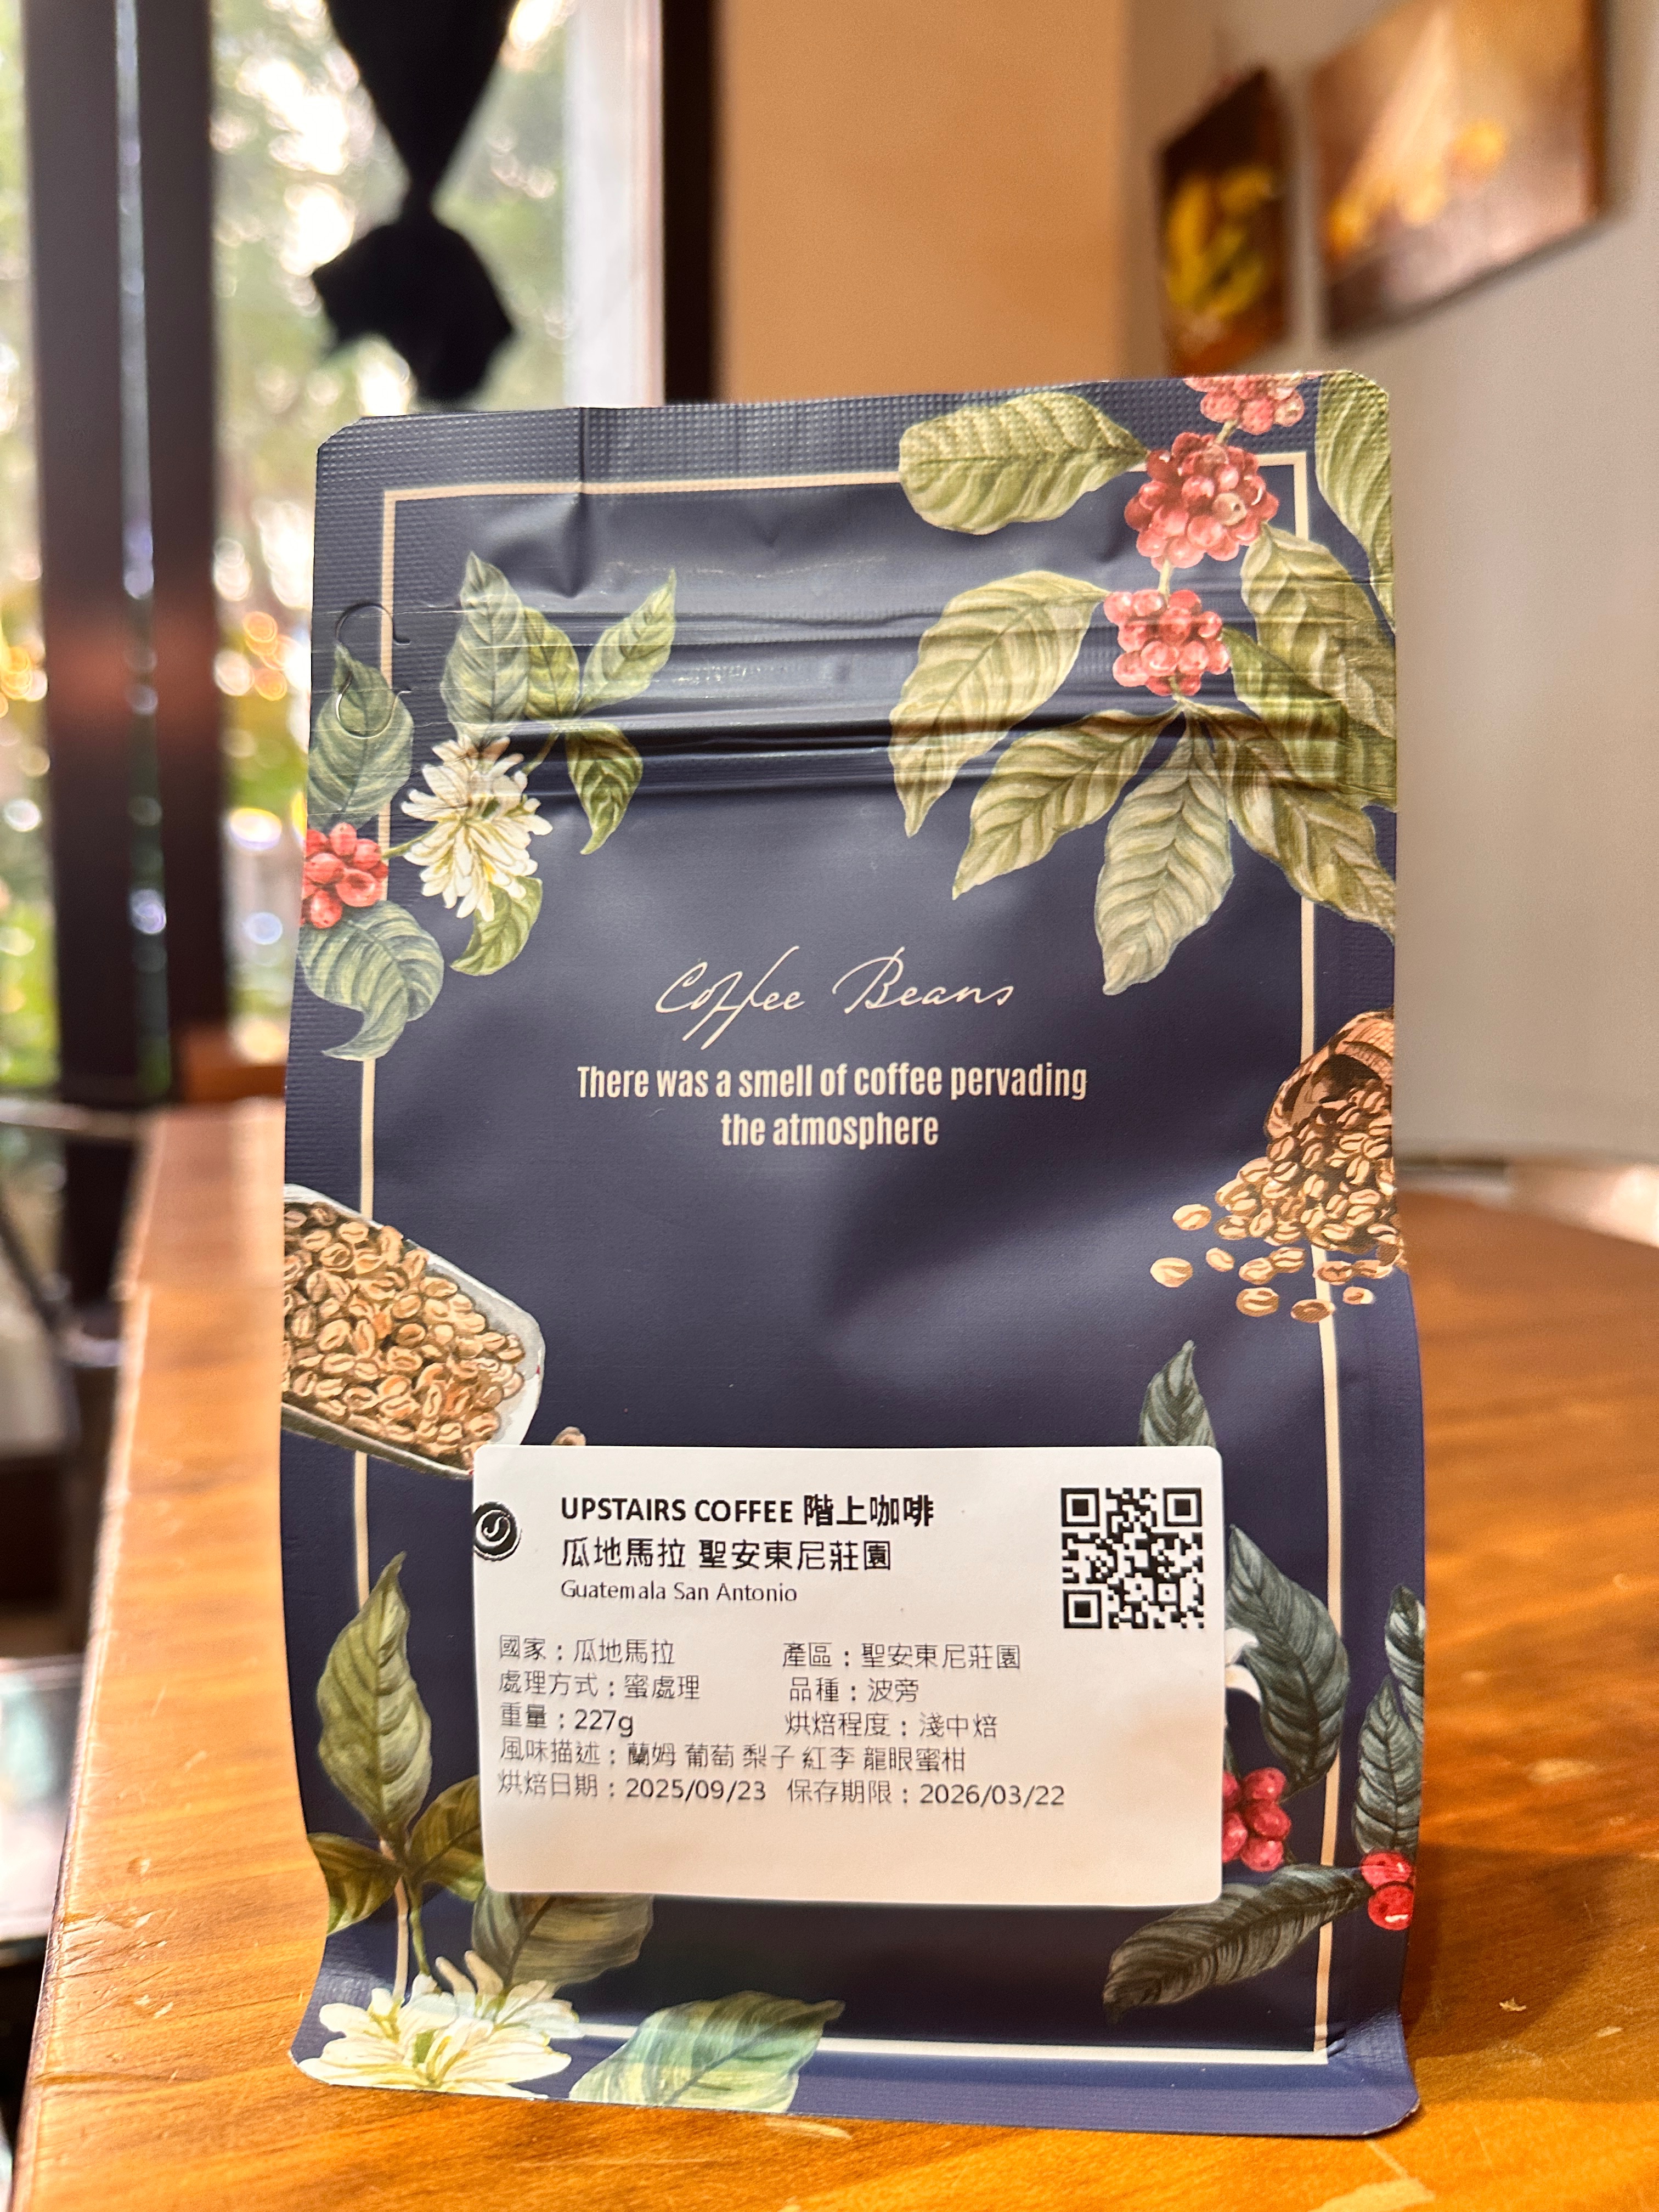 Coffee Beans
There was a smell of coffee pervading
the atmosphere
UPSTAIRS COFFEE 階上咖啡
瓜地馬拉 聖安東尼莊園
Guatemala San Antonio
國家：瓜地馬拉 產區：聖安東尼莊園
處理方式：蜜處理 品種：波旁
重量：227g 烘焙程度：淺中焙
風味描述：蘭姆 葡萄 梨子 紅李 龍眼蜜柑
烘焙日期：2025/09/23 保存期限：2026/03/22